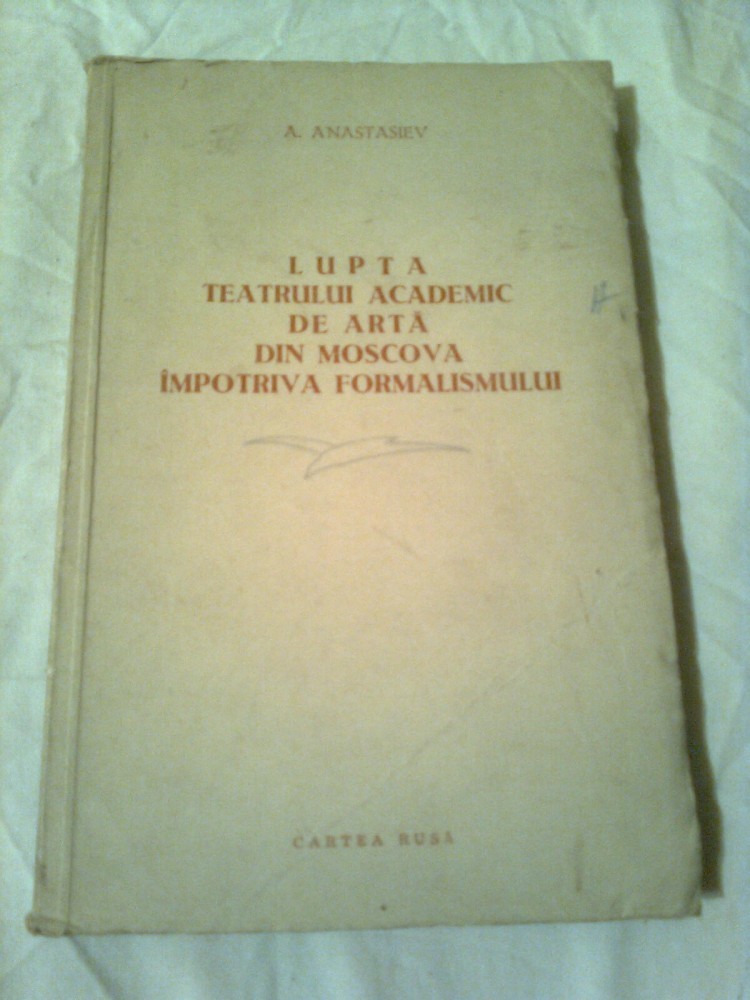 A. ANASTASIEV
LUPTA
TEATRULUI ACADEMIC
DE ARTĂ
DIN MOSCOVA
ÎMPOTRIVA FORMALISMULUI
CARTEA RUSĂ